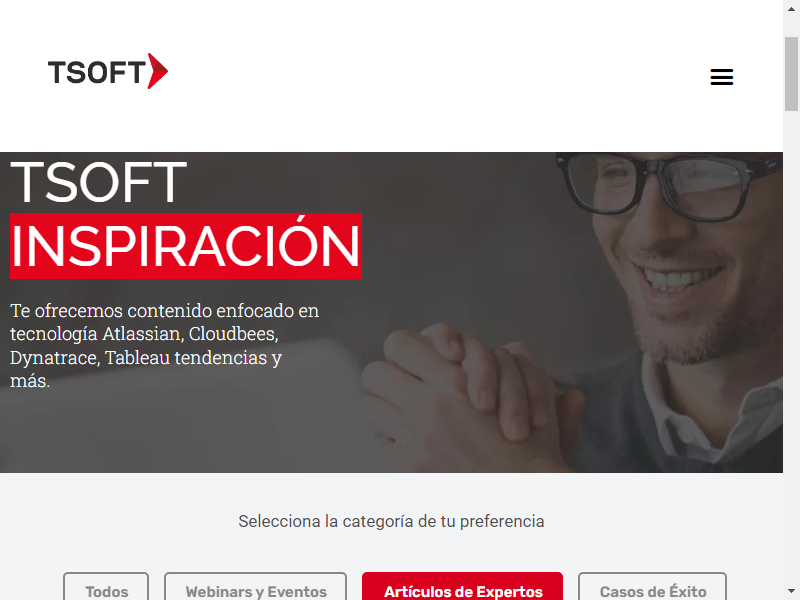 TSOFT
TSOFT
INSPIRACIÓN
Te ofrecemos contenido enfocado en
tecnología Atlassian, Cloudbees,
Dynatrace, Tableau tendencias y
más.
Selecciona la categoría de tu preferencia
Todos
Webinars y Eventos
Artículos de Expertos
Casos de Éxito